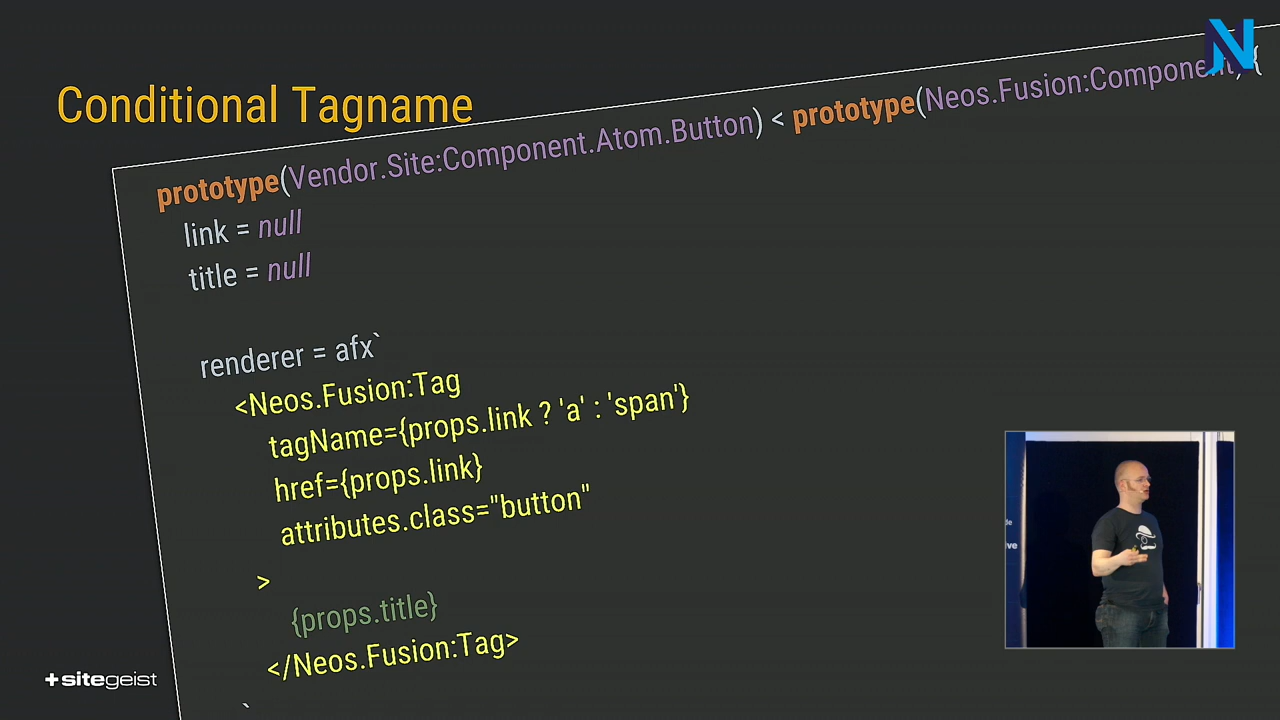 Conditional Tagname
prototype(Vendor.Site:Component.Atom.Button) < prototype(Neos.Fusion:Component) {
link = null
title = null
renderer = afx`
<Neos.Fusion:Tag
tagName={props.link ? 'a' : 'span'}
href={props.link}
attributes.class="button"
>
{props.title}
</Neos.Fusion:Tag>
`
+sitegeist
N